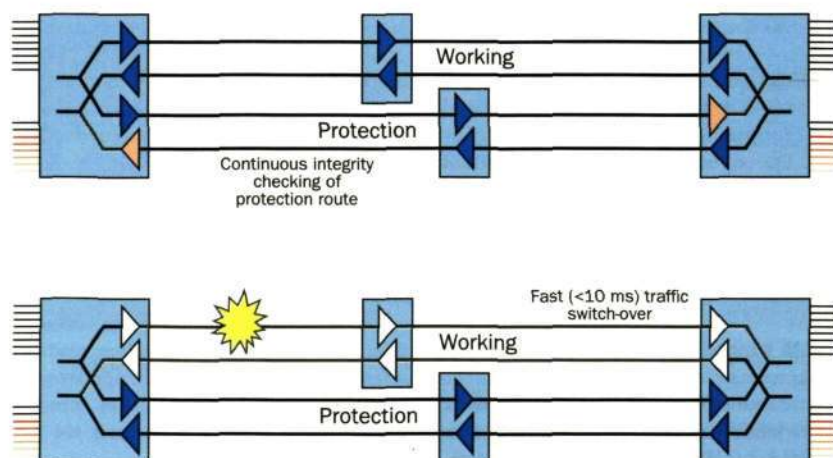 Working
Protection
Continuous integrity
checking of
protection route
Fast (<10 ms) traffic
switch-over
Working
Protection